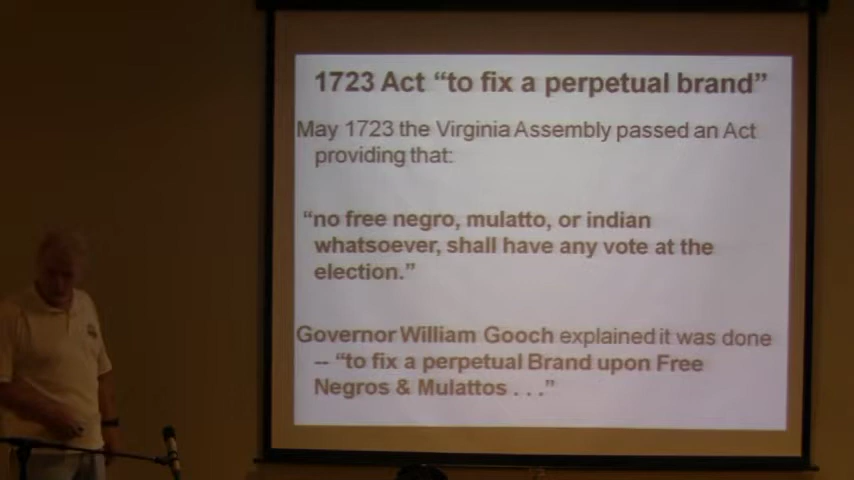 1723 Act “to fix a perpetual brand”
May 1723 the Virginia Assembly passed an Act
providing that:
“no free negro, mulatto, or indian
whatsoever, shall have any vote at the
election.”
Governor William Gooch explained it was done
-- “to fix a perpetual Brand upon Free
Negros & Mulattos . . .”